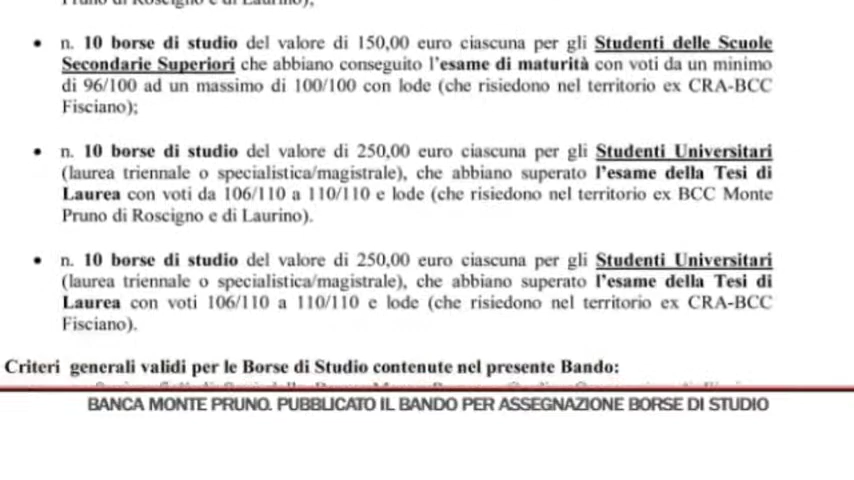 Pruno di Roscigno e di Laurino);
• n. 10 borse di studio del valore di 150,00 euro ciascuna per gli Studenti delle Scuole
Secondarie Superiori che abbiano conseguito l'esame di maturità con voti da un minimo
di 96/100 ad un massimo di 100/100 con lode (che risiedono nel territorio ex CRA-BCC
Fisciano);
• n. 10 borse di studio del valore di 250,00 euro ciascuna per gli Studenti Universitari
(laurea triennale o specialistica/magistrale), che abbiano superato l'esame della Tesi di
Laurea con voti da 106/110 a 110/110 e lode (che risiedono nel territorio ex BCC Monte
Pruno di Roscigno e di Laurino).
• n. 10 borse di studio del valore di 250,00 euro ciascuna per gli Studenti Universitari
(laurea triennale o specialistica/magistrale), che abbiano superato l'esame della Tesi di
Laurea con voti 106/110 a 110/110 e lode (che risiedono nel territorio ex CRA-BCC
Fisciano).
Criteri generali validi per le Borse di Studio contenute nel presente Bando:
BANCA MONTE PRUNO. PUBBLICATO IL BANDO PER ASSEGNAZIONE BORSE DI STUDIO